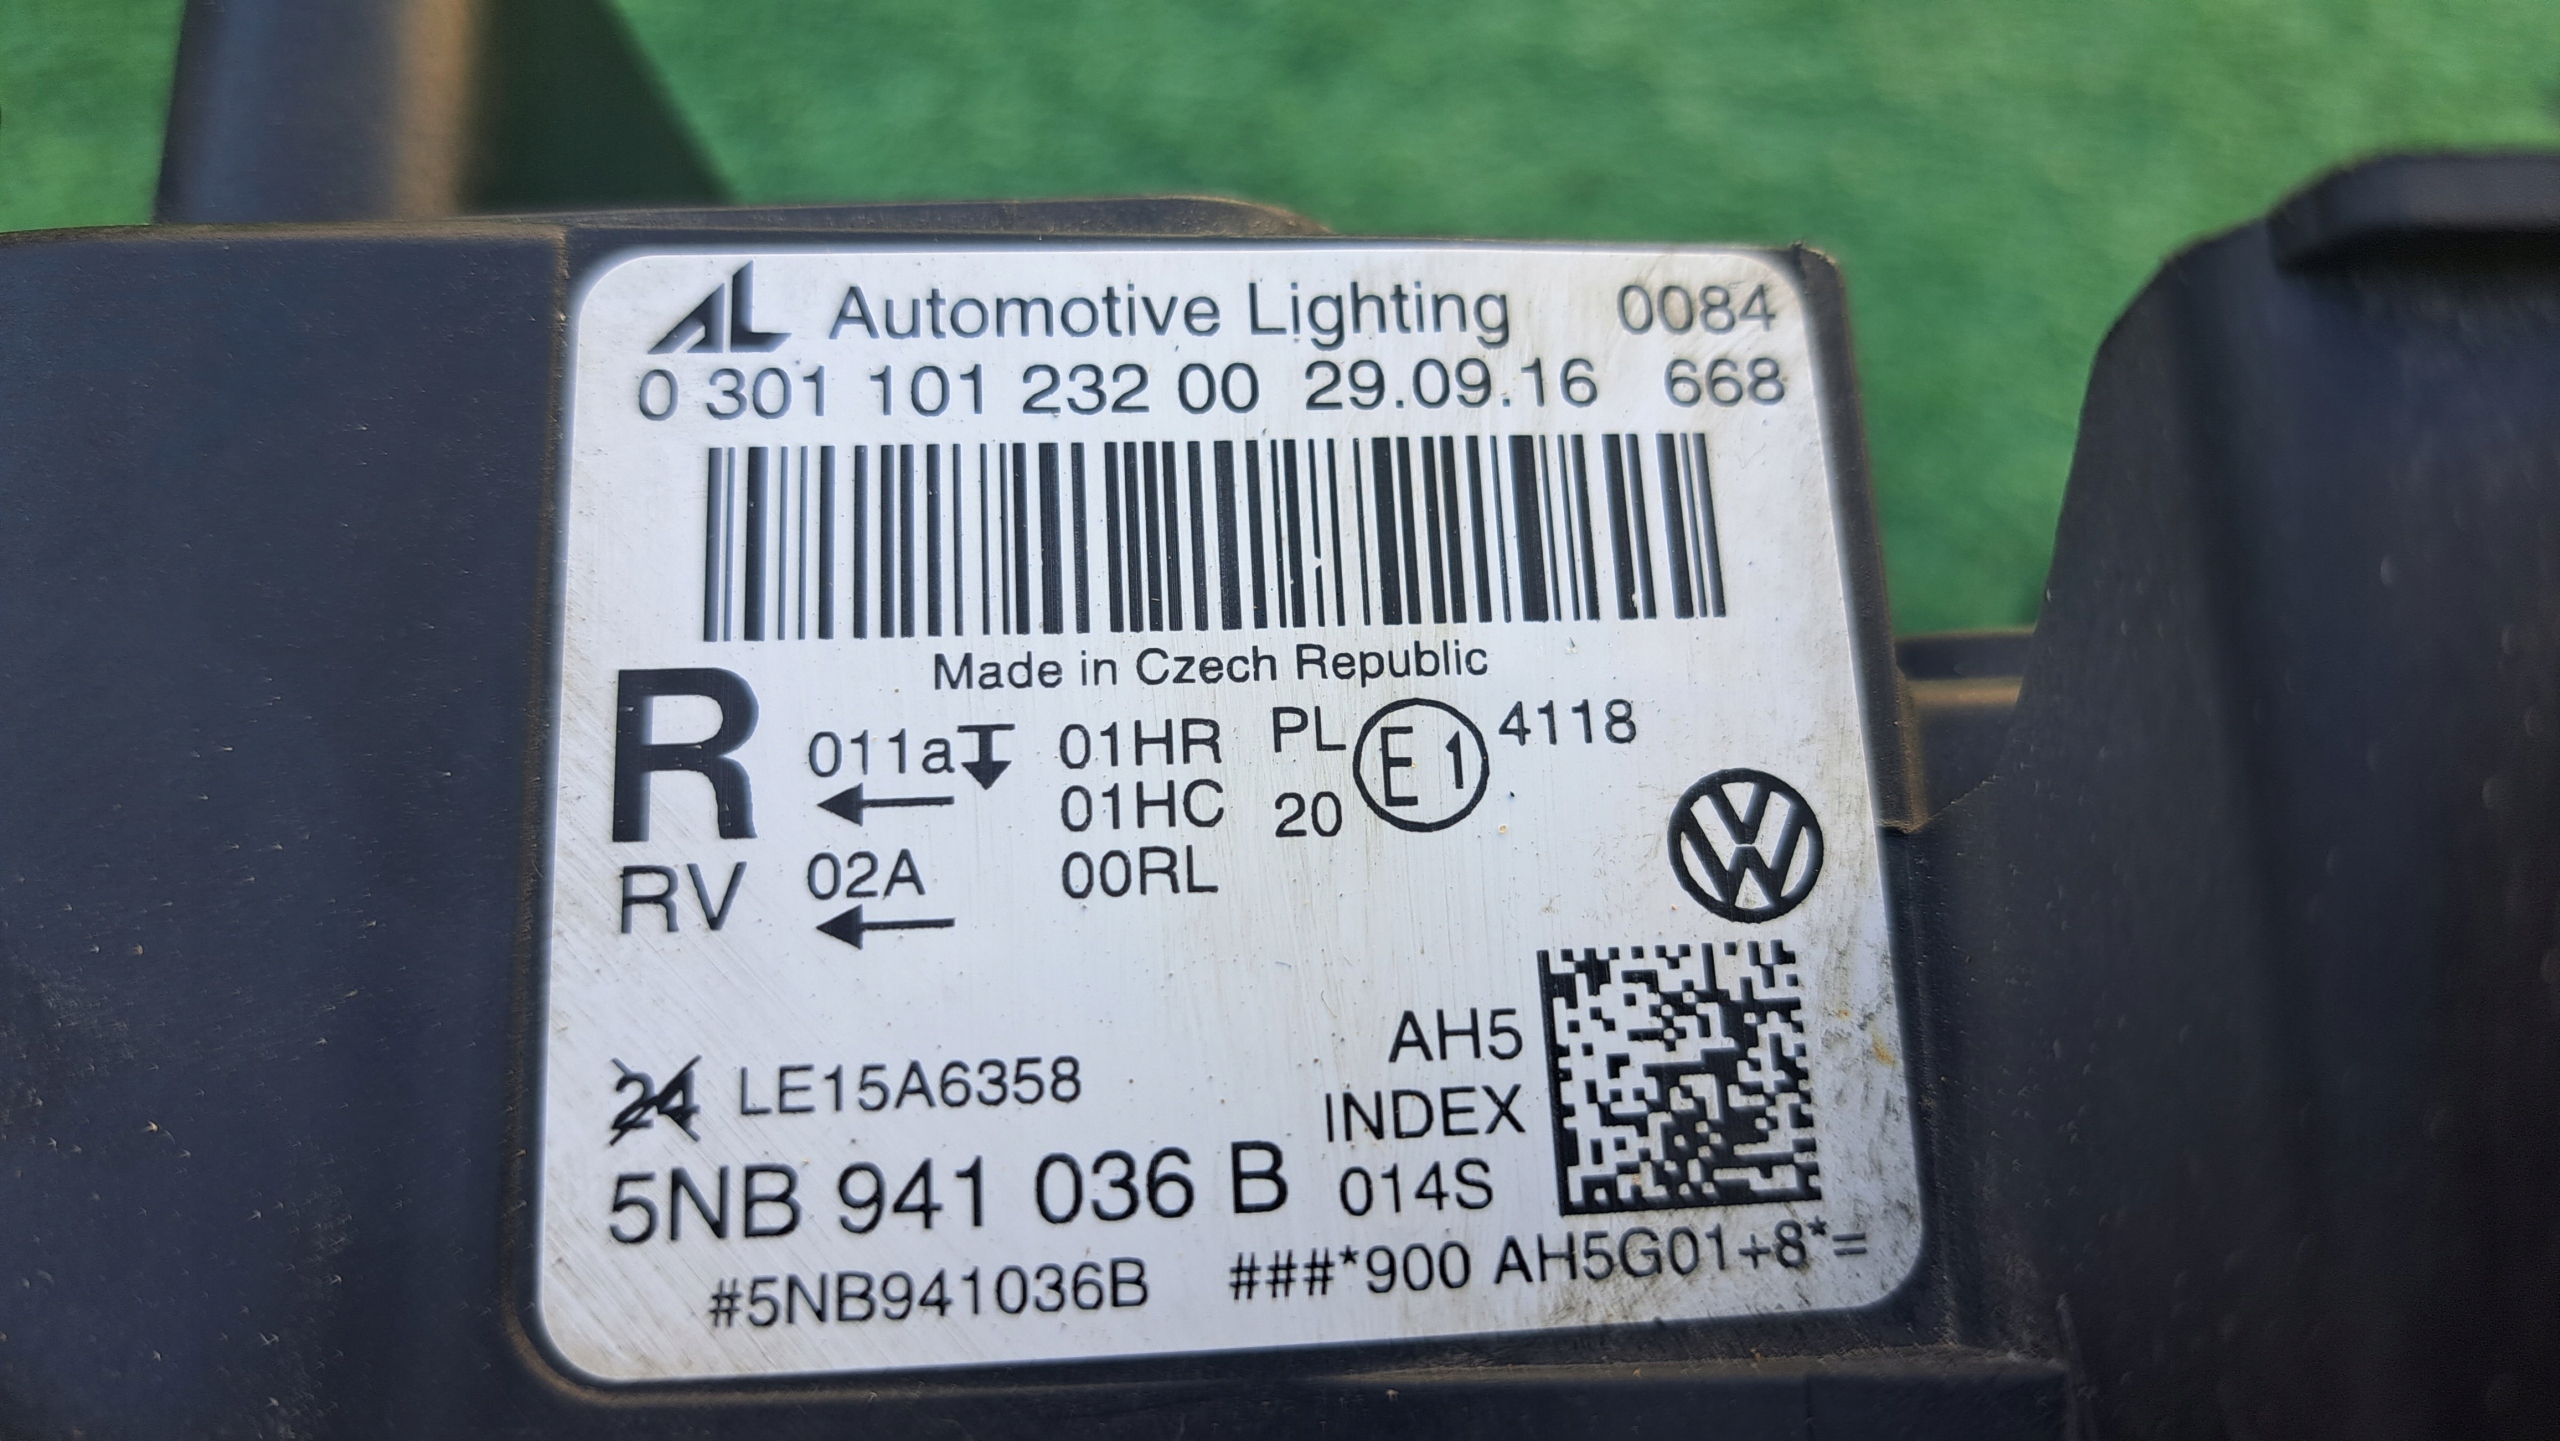 AL Automotive Lighting 0084
0 301 101 232 00 29.09.16 668
Made in Czech Republic
R 011a 01HR PL E1 4118
01HC 20
RV 02A 00RL
24 LE15A6358 AH5
INDEX
5NB 941 036 B 014S
#5NB941036B ###*900 AH5G01+8*=